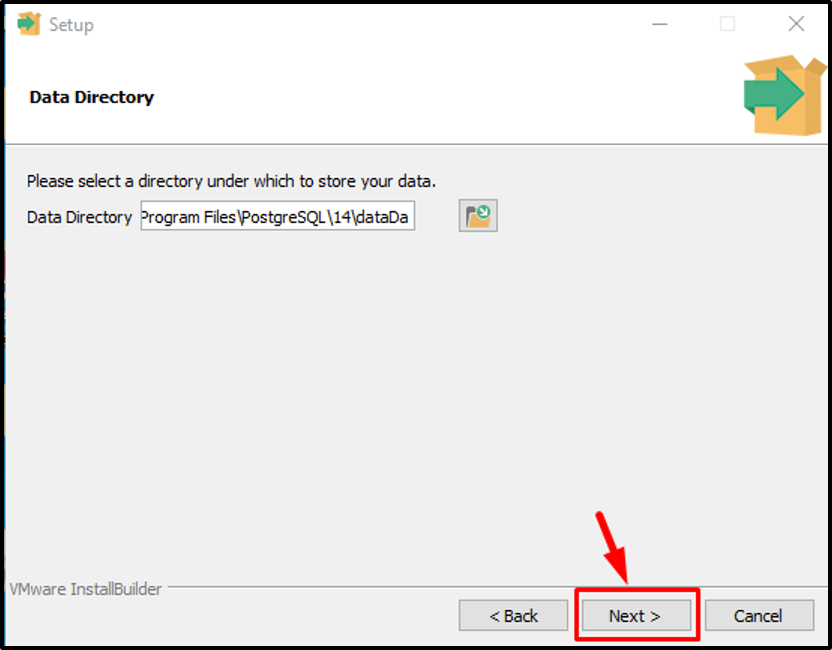 Setup
Data Directory
Please select a directory under which to store your data.
Data Directory Program Files\PostgreSQL\14\dataDa
VMware InstallBuilder
< Back Next > Cancel